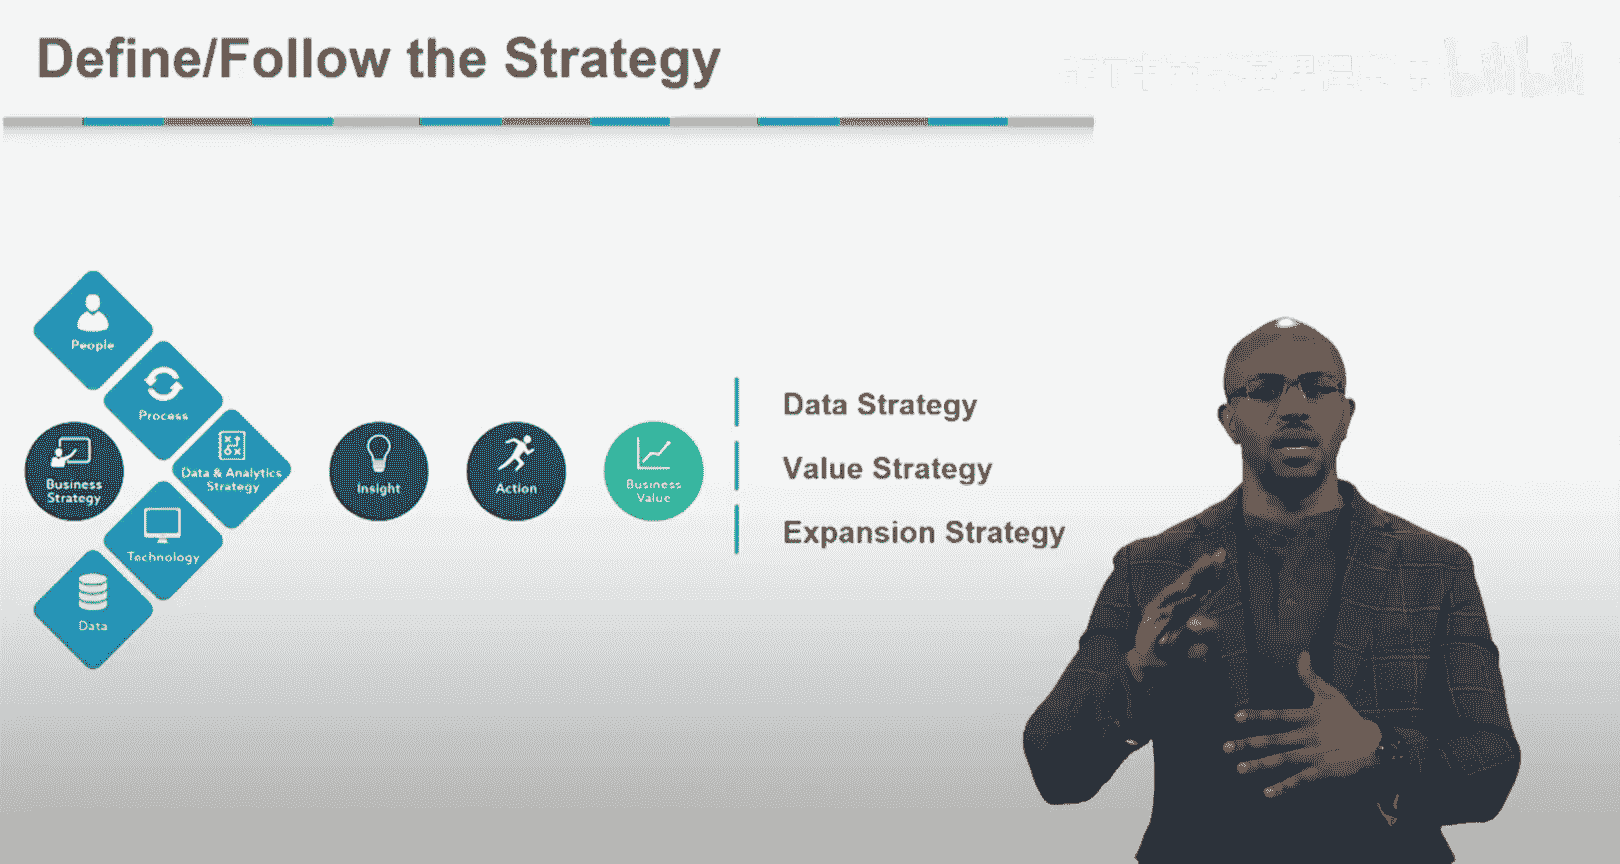 Define/Follow the Strategy
People
Process
Business
Strategy
Data & Analytics
Strategy
Technology
Data
Insight
Action
Business
Value
Data Strategy
Value Strategy
Expansion Strategy
bilibili